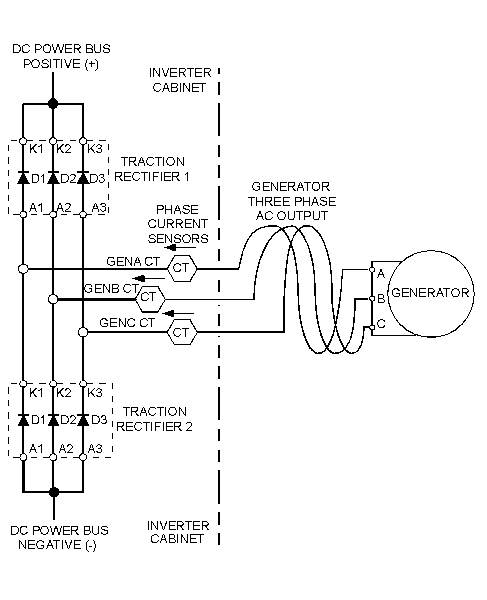 DC POWER BUS
POSITIVE (+)
INVERTER
CABINET
K1 K2 K3
D1 D2 D3
A1 A2 A3
TRACTION
RECTIFIER 1
PHASE
CURRENT
SENSORS
GENERATOR
THREE PHASE
AC OUTPUT
GENA CT
CT
GENB CT
CT
GENC CT
CT
A
B
C
GENERATOR
K1 K2 K3
D1 D2 D3
A1 A2 A3
TRACTION
RECTIFIER 2
DC POWER BUS
NEGATIVE (-)
INVERTER
CABINET